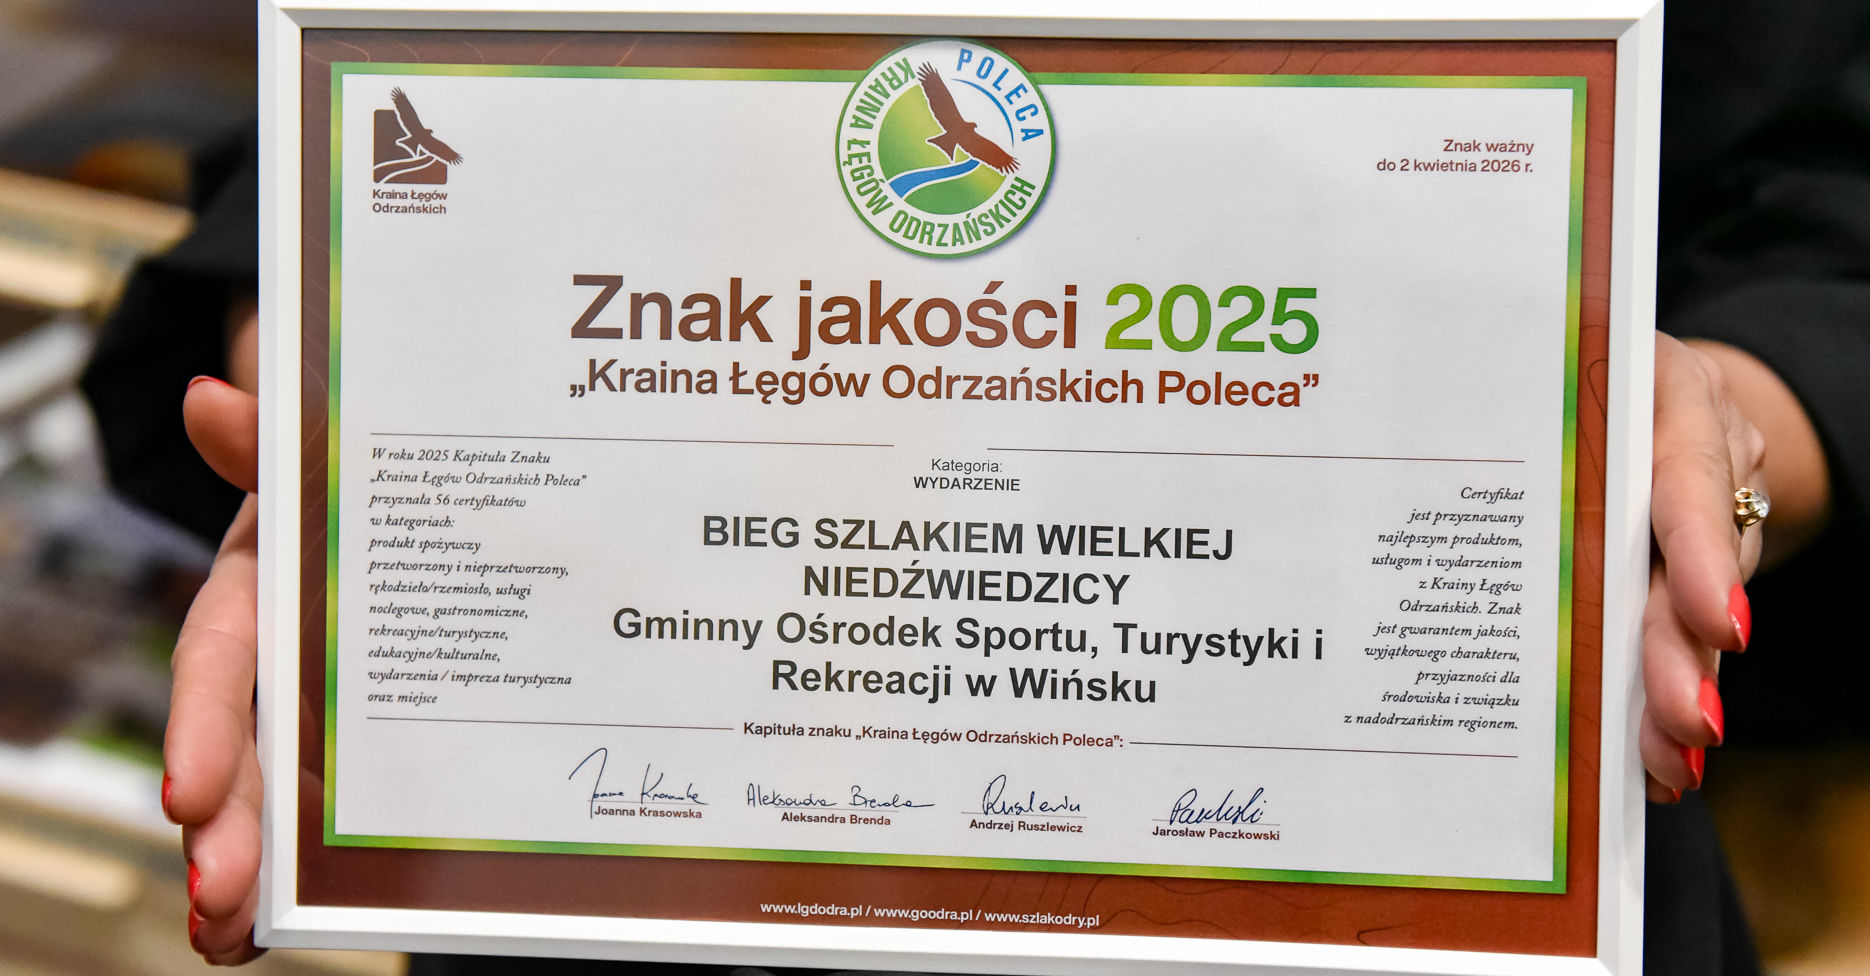 KRAINA ŁĘGÓW ODRZAŃSKICH
POLECA
Kraina Łęgów
Odrzańskich
Znak ważny
do 2 kwietnia 2026 r.
Znak jakości 2025
„Kraina Łęgów Odrzańskich Poleca”
W roku 2025 Kapituła Znaku
„Kraina Łęgów Odrzańskich Poleca”
przyznała 56 certyfikatów
w kategoriach:
produkt spożywczy
przetworzony i nieprzetworzony,
rękodzieło/rzemiosło, usługi
noclegowe, gastronomiczne,
rekreacyjne/turystyczne,
edukacyjne/kulturalne,
wydarzenia / impreza turystyczna
oraz miejsce
Kategoria:
WYDARZENIE
BIEG SZLAKIEM WIELKIEJ
NIEDŹWIEDZICY
Gminny Ośrodek Sportu, Turystyki i
Rekreacji w Wińsku
Certyfikat
jest przyznawany
najlepszym produktom,
usługom i wydarzeniom
z Krainy Łęgów
Odrzańskich. Znak
jest gwarantem jakości,
wyjątkowego charakteru,
przyjazności dla
środowiska i związku
z nadodrzańskim regionem.
Kapituła znaku „Kraina Łęgów Odrzańskich Poleca”:
Aleksandra Brenda
Joanna Krasowska
Aleksandra Brenda
Andrzej Ruszlewicz
Jarosław Paczkowski
www.lgdodra.pl / www.goodra.pl / www.szlakodry.pl